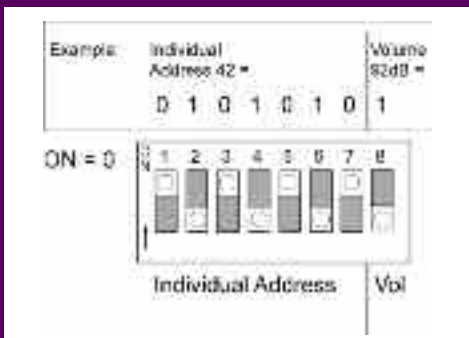 Example: Individual Address 42 = Volume 92dB =
0 1 0 1 0 1 0 1
ON = 0
1 2 3 4 5 6 7 8
Individual Address Vol